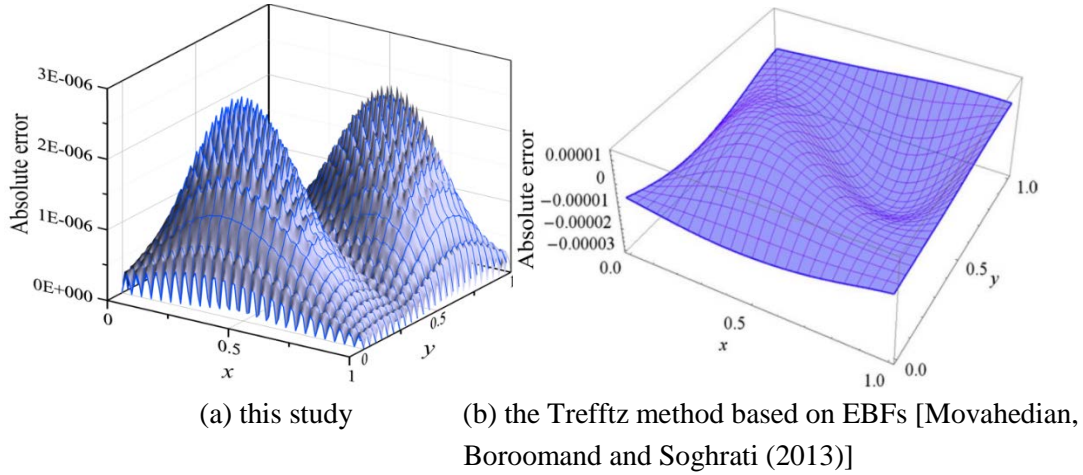 3E-006
2E-006
1E-006
0E+000
Absolute error
0
0.5
1
x
0
0.5
1
y
0.00001
0
−0.00001
−0.00002
−0.00003
Absolute error
0.0
0.5
1.0
x
0.0
0.5
1.0
y
(a) this study
(b) the Trefftz method based on EBFs [Movahedian,
Boroomand and Soghrati (2013)]